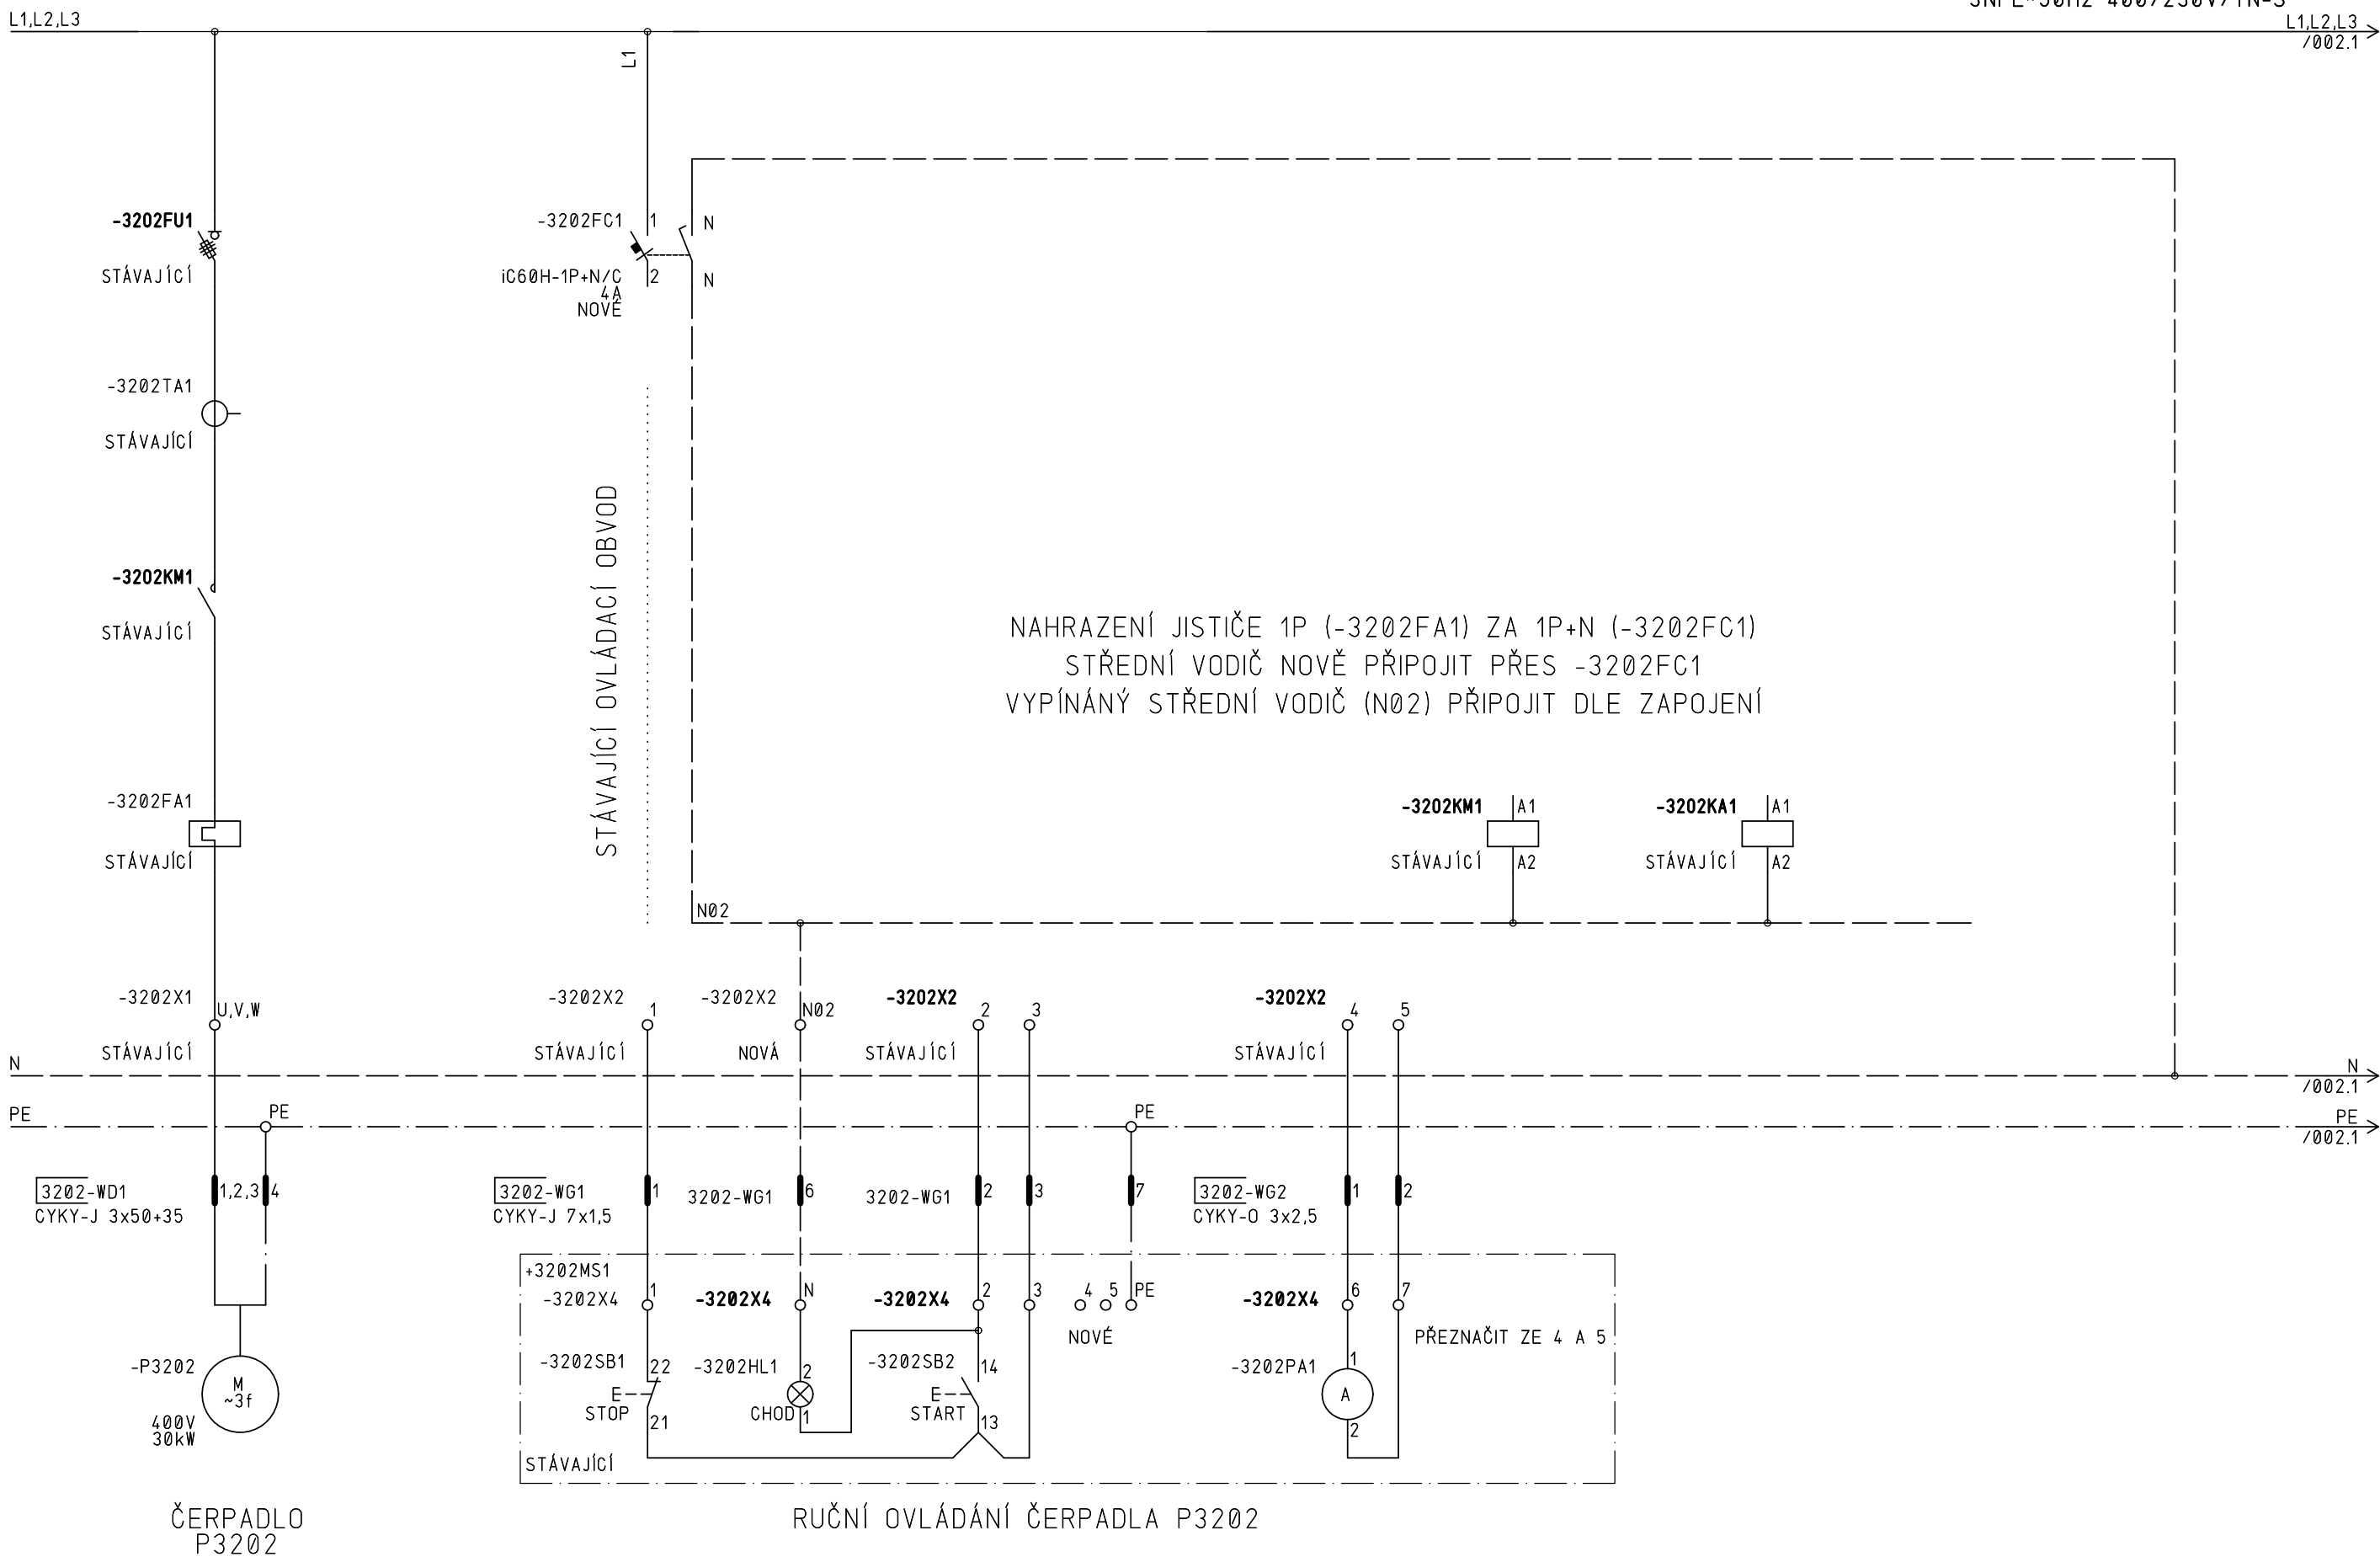 L1,L2,L3
3NPE~50Hz 400/230V/TN-S
L1,L2,L3
/002.1
L1
-3202FU1
STÁVAJÍCÍ
-3202FC1
1
N
2
N
iC60H-1P+N/C
4A
NOVÉ
-3202TA1
STÁVAJÍCÍ
STÁVAJÍCÍ OVLÁDACÍ OBVOD
-3202KM1
STÁVAJÍCÍ
NAHRAZENÍ JISTIČE 1P (-3202FA1) ZA 1P+N (-3202FC1)
STŘEDNÍ VODIČ NOVĚ PŘIPOJIT PŘES -3202FC1
VYPÍNÁNÝ STŘEDNÍ VODIČ (N02) PŘIPOJIT DLE ZAPOJENÍ
-3202FA1
STÁVAJÍCÍ
-3202KM1
A1
STÁVAJÍCÍ
A2
-3202KA1
A1
STÁVAJÍCÍ
A2
N02
-3202X1
U,V,W
STÁVAJÍCÍ
-3202X2
1
STÁVAJÍCÍ
-3202X2
N02
NOVÁ
-3202X2
2
3
STÁVAJÍCÍ
-3202X2
4
5
STÁVAJÍCÍ
N
N
/002.1
PE
PE
PE
PE
/002.1
3202-WD1
CYKY-J 3x50+35
1,2,3
4
3202-WG1
CYKY-J 7x1,5
1
3202-WG1
6
3202-WG1
2
3
7
3202-WG2
CYKY-O 3x2,5
1
2
+3202MS1
-3202X4
1
-3202X4
N
-3202X4
2
3
4
5
PE
NOVÉ
-3202X4
6
7
PŘEZNAČIT ZE 4 A 5
-P3202
M
~3f
400V
30kW
-3202SB1
22
STOP
21
-3202HL1
2
CHOD
1
-3202SB2
14
START
13
-3202PA1
1
A
2
STÁVAJÍCÍ
ČERPADLO
P3202
RUČNÍ OVLÁDÁNÍ ČERPADLA P3202